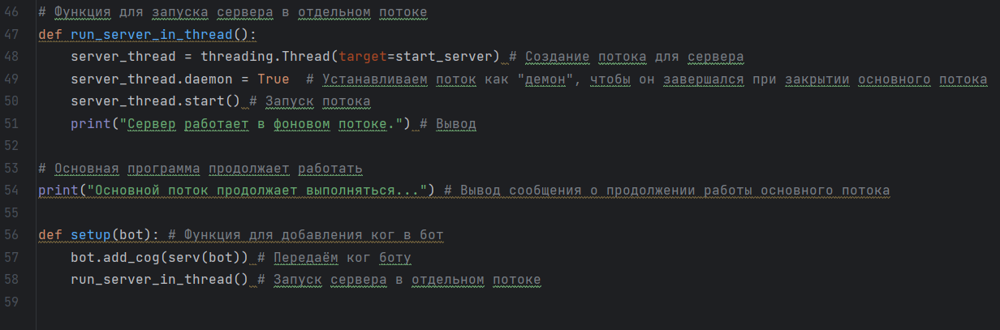 46 # Функция для запуска сервера в отдельном потоке
47 def run_server_in_thread():
48     server_thread = threading.Thread(target=start_server) # Создание потока для сервера
49     server_thread.daemon = True  # Устанавливаем поток как "демон", чтобы он завершался при закрытии основного потока
50     server_thread.start() # Запуск потока
51     print("Сервер работает в фоновом потоке.") # Вывод
52
53 # Основная программа продолжает работать
54 print("Основной поток продолжает выполняться...") # Вывод сообщения о продолжении работы основного потока
55
56 def setup(bot): # Функция для добавления ког в бот
57     bot.add_cog(serv(bot)) # Передаём ког боту
58     run_server_in_thread() # Запуск сервера в отдельном потоке
59